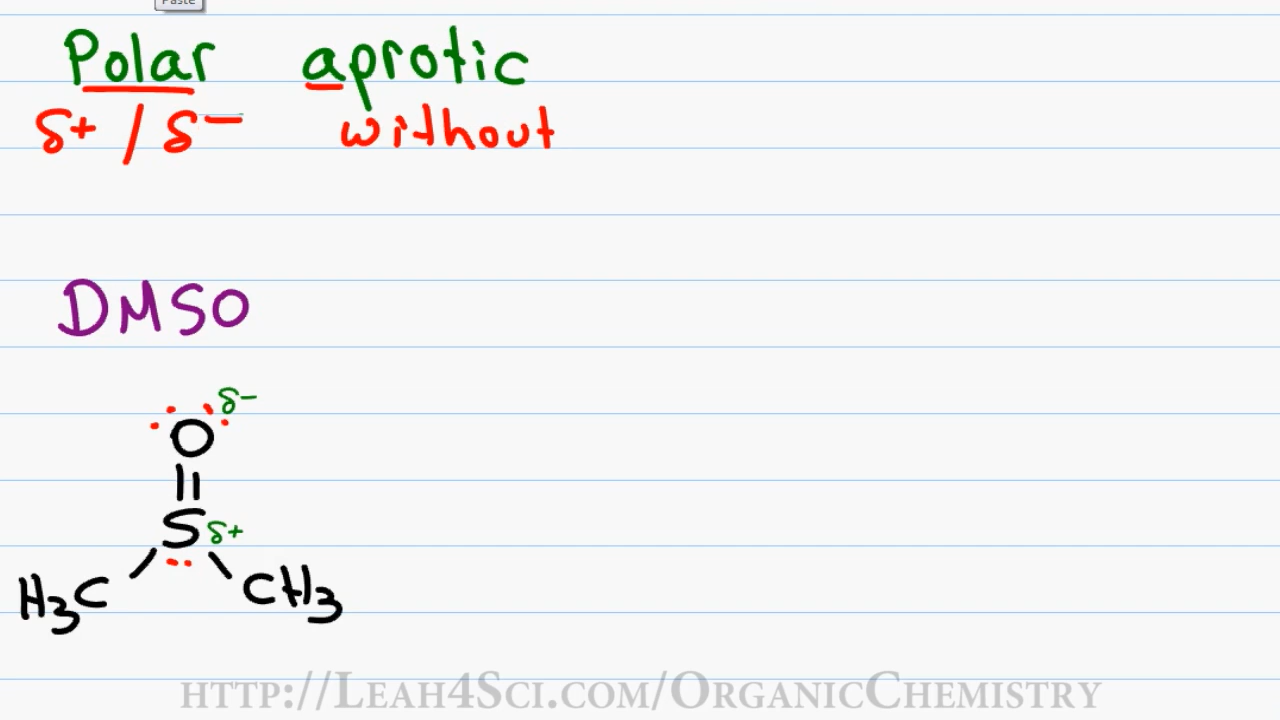 Paste
Polar aprotic
δ+ / δ− without
DMSO
δ−
O
S δ+
H3C CH3
HTTP://LEAH4SCI.COM/ORGANICCHEMISTRY